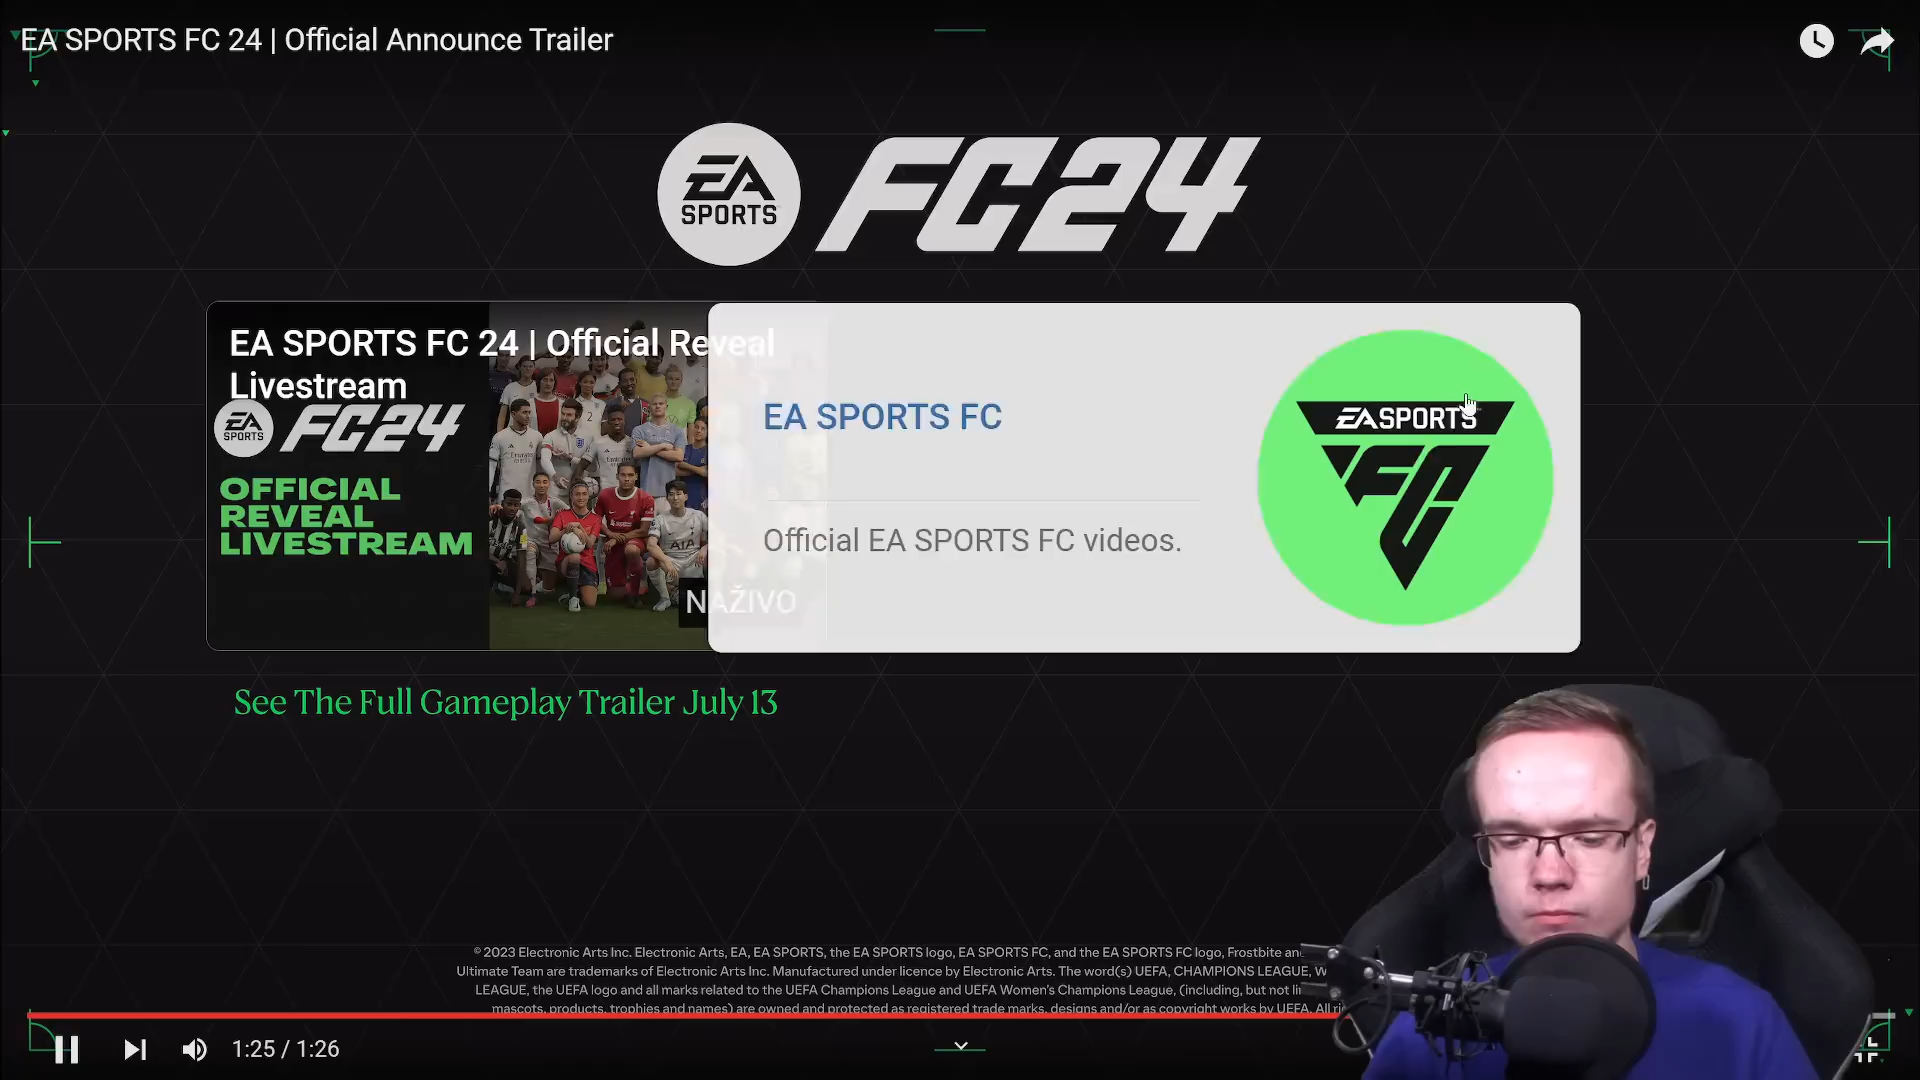 EA SPORTS FC 24 | Official Announce Trailer
EA SPORTS
FC24
EA SPORTS FC 24 | Official Reveal
Livestream
EA SPORTS
FC24
OFFICIAL
REVEAL
LIVESTREAM
NAŽIVO
EA SPORTS FC
Official EA SPORTS FC videos.
EA SPORTS
FC
See The Full Gameplay Trailer July 13
© 2023 Electronic Arts Inc. Electronic Arts, EA, EA SPORTS, the EA SPORTS logo, EA SPORTS FC, and the EA SPORTS FC logo, Frostbite
Ultimate Team are trademarks of Electronic Arts Inc. Manufactured under licence by Electronic Arts. The word(s) UEFA, CHAMPIONS LEAGUE,
LEAGUE, the UEFA logo and all marks related to the UEFA Champions League and UEFA Women's Champions League, (including, but not
mascots, products, trophies and names) are owned and protected as registered trade marks, designs and/or as copyright works by UEFA. All
1:25 / 1:26